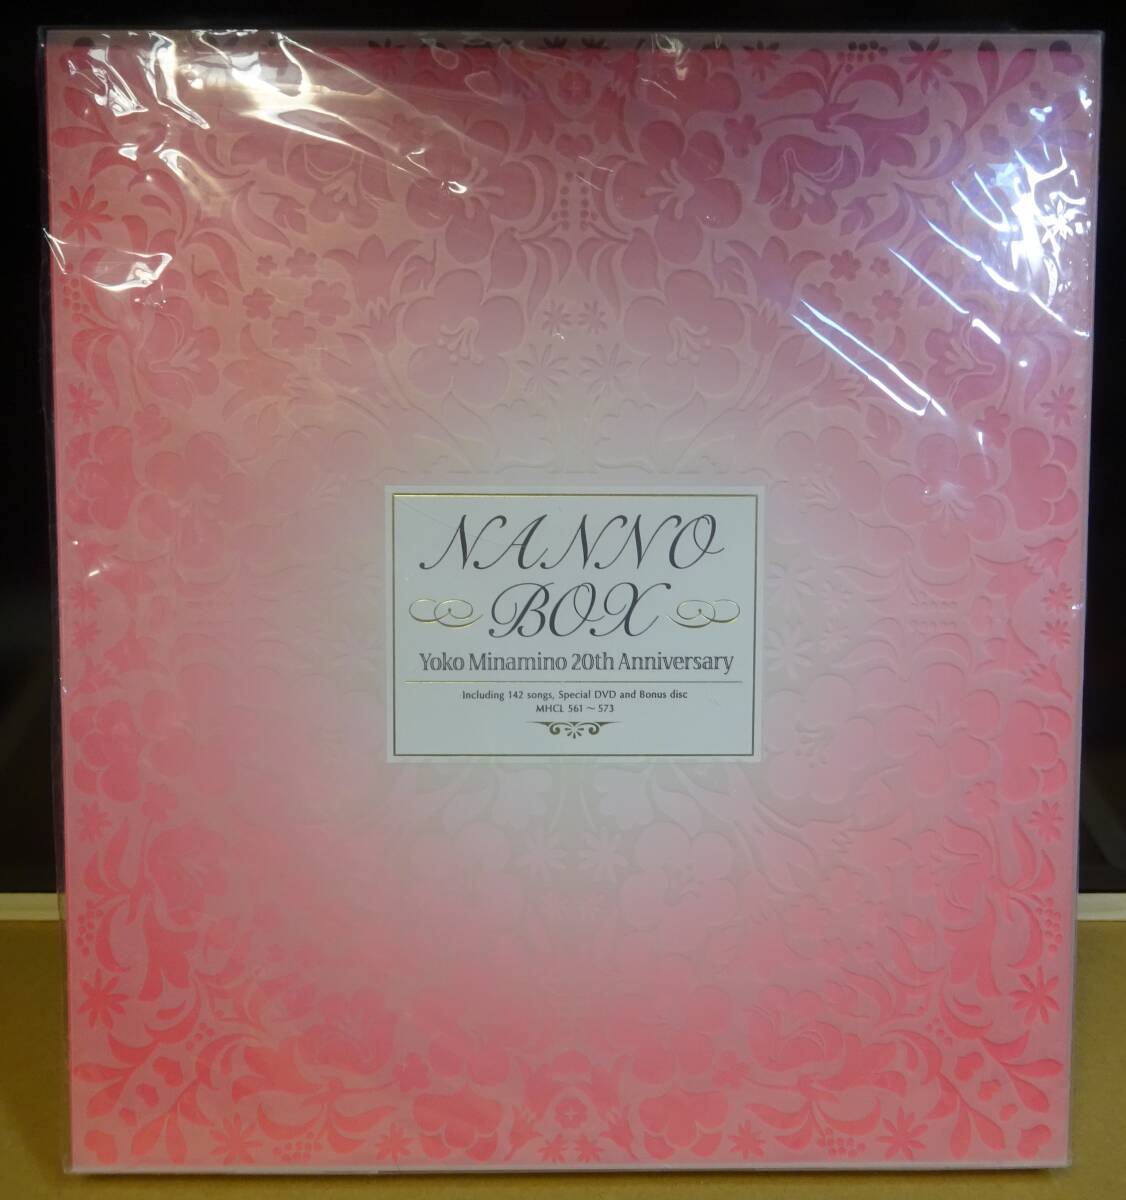 NANNO
BOX
Yoko Minamino 20th Anniversary
Including 142 songs, Special DVD and Bonus disc
MHCL 561～573